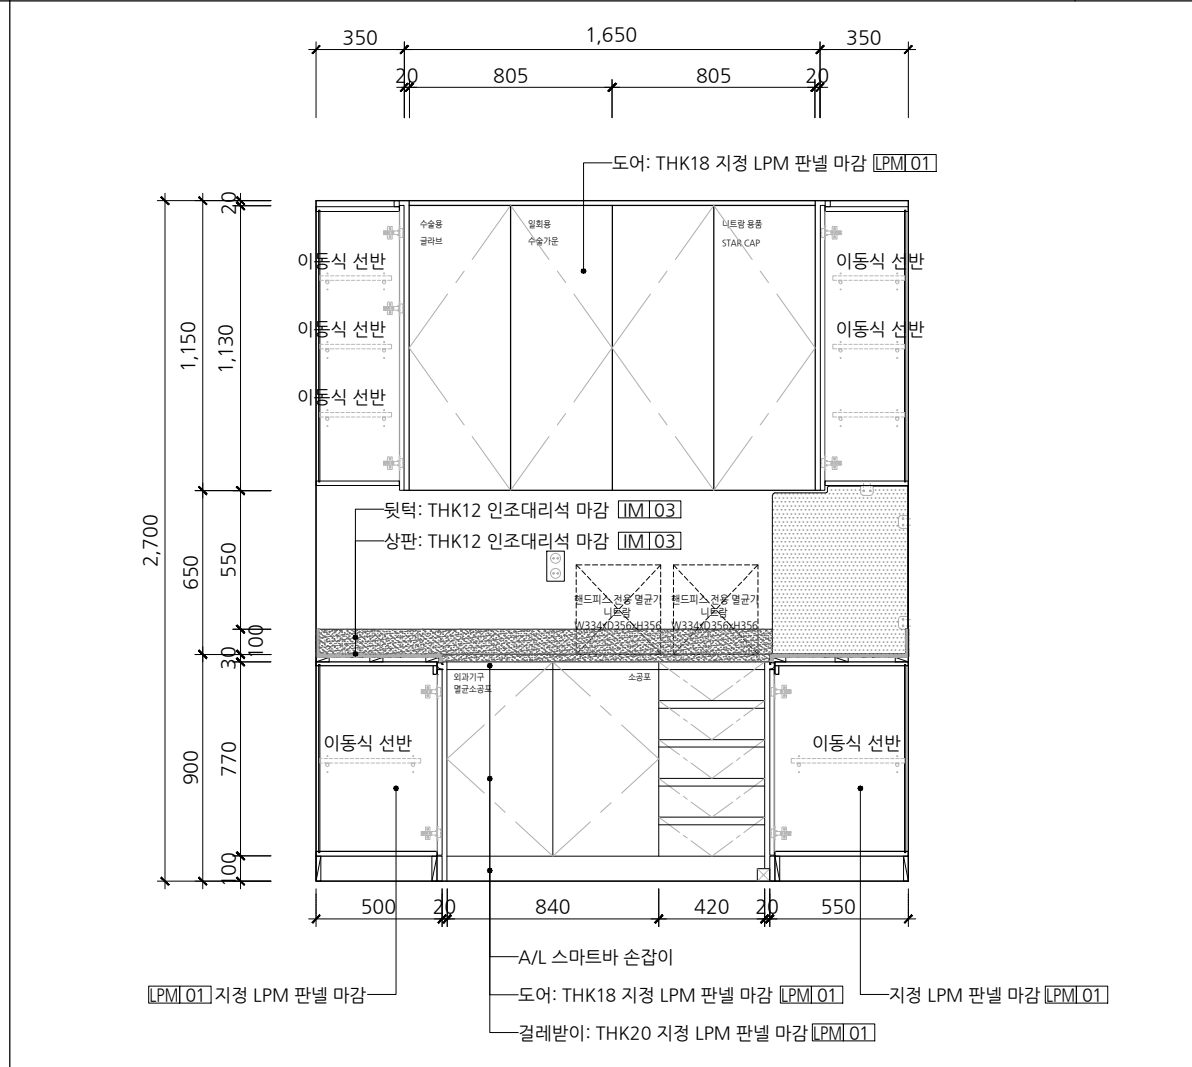 350
1,650
350
20
805
805
20
도어: THK18 지정 LPM 판넬 마감 LPM 01
20
수술용
글라브
일회용
수술가운
니트람 용품
STAR CAP
이동식 선반
이동식 선반
1,150
1,130
이동식 선반
이동식 선반
이동식 선반
뒷턱: THK12 인조대리석 마감 IM 03
상판: THK12 인조대리석 마감 IM 03
2,700
650
550
핸드피스 전용 멸균기
니트람
W334xD356xH356
핸드피스 전용 멸균기
니트람
W334xD356xH356
100
30
외과기구
멸균소공포
소공포
이동식 선반
이동식 선반
900
770
100
500
20
840
420
20
550
A/L 스마트바 손잡이
LPM 01 지정 LPM 판넬 마감
도어: THK18 지정 LPM 판넬 마감 LPM 01
지정 LPM 판넬 마감 LPM 01
걸레받이: THK20 지정 LPM 판넬 마감 LPM 01